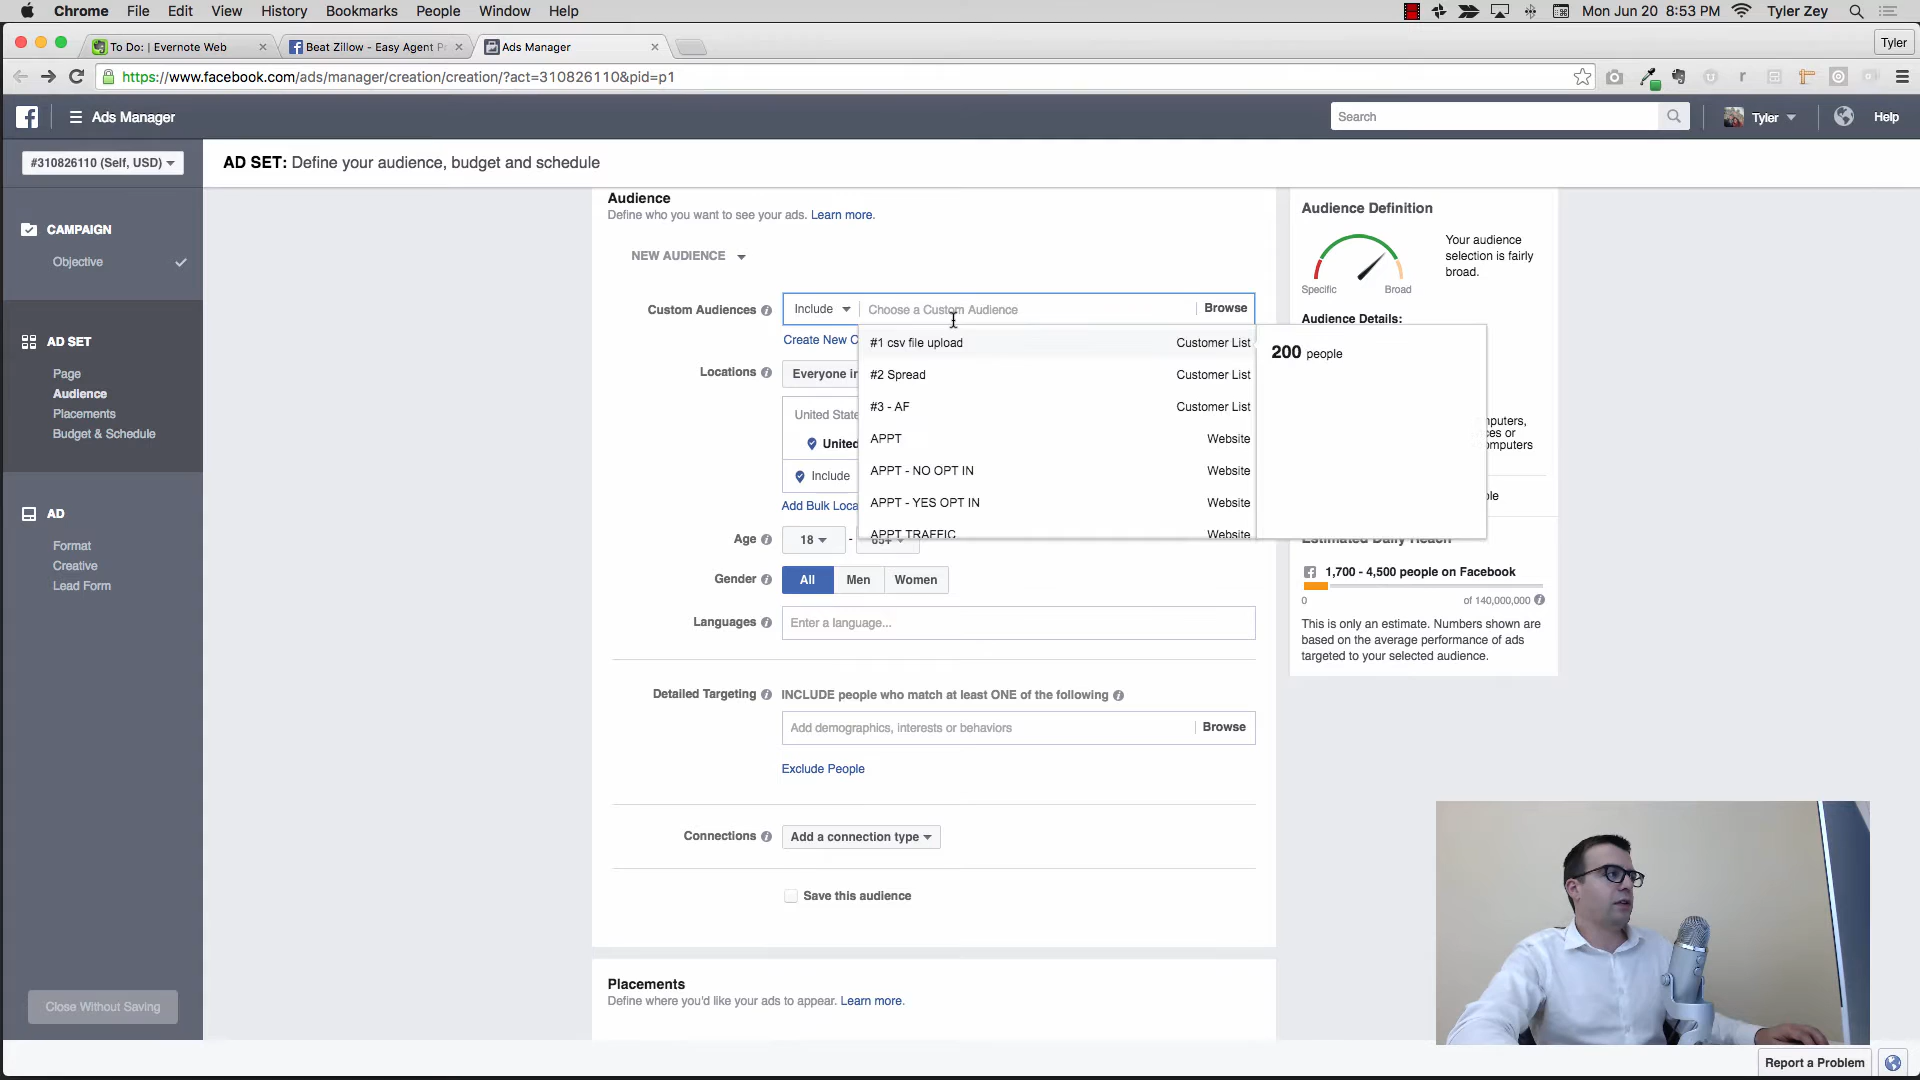 Chrome File Edit View History Bookmarks People Window Help
Mon Jun 20 8:53 PM Tyler Zey
To Do: | Evernote Web
Beat Zillow - Easy Agent P
Ads Manager
Tyler
https://www.facebook.com/ads/manager/creation/creation/?act=310826110&pid=p1
Ads Manager
Search
Tyler
Help
#310826110 (Self, USD)
AD SET: Define your audience, budget and schedule
CAMPAIGN
Objective
AD SET
Page
Audience
Placements
Budget & Schedule
AD
Format
Creative
Lead Form
Close Without Saving
Audience
Define who you want to see your ads. Learn more.
NEW AUDIENCE
Custom Audiences Include Choose a Custom Audience Browse
Create New C
#1 csv file upload Customer List
#2 Spread Customer List
#3 - AF Customer List
APPT Website
APPT - NO OPT IN Website
APPT - YES OPT IN Website
APPT TRAFFIC Website
200 people
Locations Everyone in
United State
United
Include
Add Bulk Loca
Age 18 - 65+
Gender All Men Women
Languages Enter a language...
Detailed Targeting INCLUDE people who match at least ONE of the following
Add demographics, interests or behaviors Browse
Exclude People
Connections Add a connection type
Save this audience
Placements
Define where you'd like your ads to appear. Learn more.
Audience Definition
Specific
Broad
Your audience
selection is fairly
broad.
Audience Details:
nputers,
ces or
omputers
ple
Estimated Daily Reach
1,700 - 4,500 people on Facebook
0 of 140,000,000
This is only an estimate. Numbers shown are
based on the average performance of ads
targeted to your selected audience.
Report a Problem